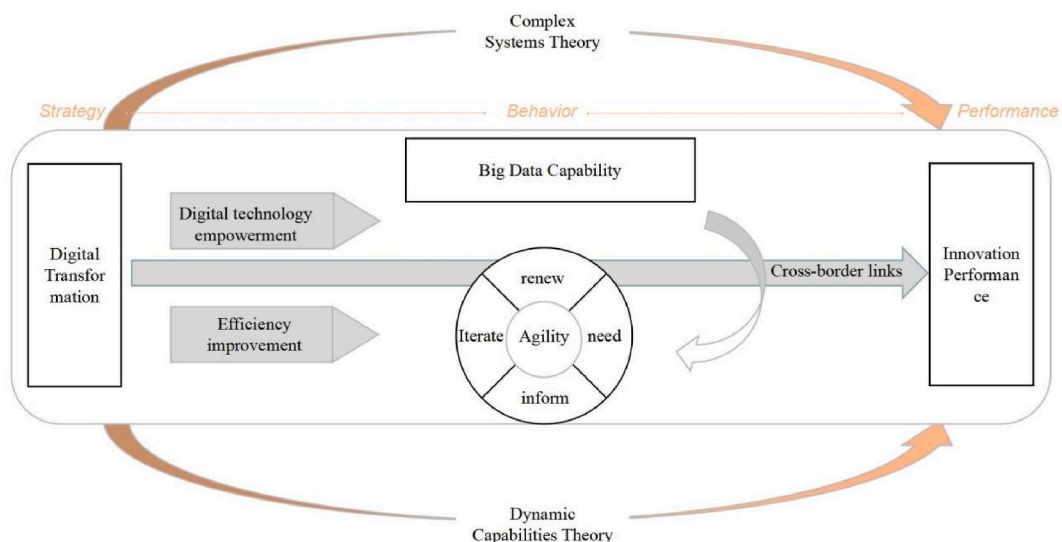 Complex
Systems Theory
Strategy
Behavior
Performance
Big Data Capability
Digital technology
empowerment
Digital
Transfor
mation
Efficiency
improvement
renew
Iterate
Agility
need
inform
Cross-border links
Innovation
Performan
ce
Dynamic
Capabilities Theory